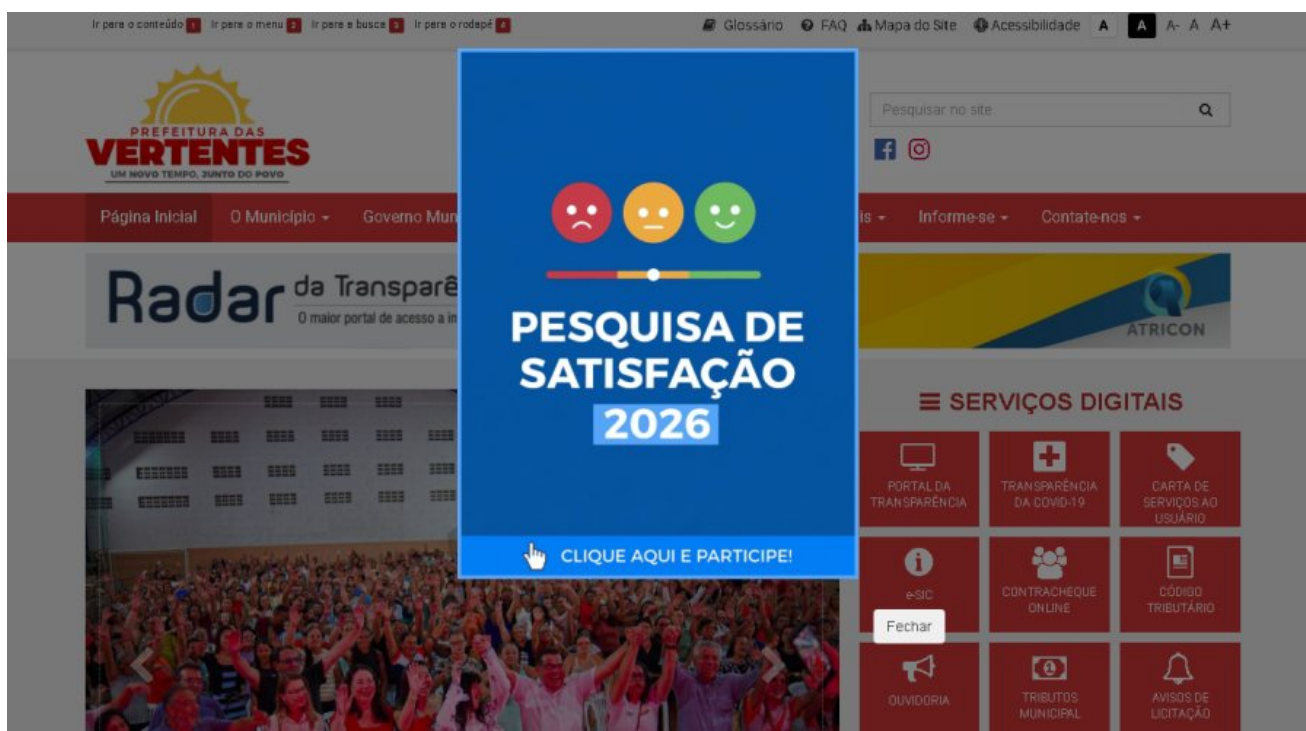 Ir para o conteúdo 1 Ir para o menu 2 Ir para a busca 3 Ir para o rodapé 4
Glossário FAQ Mapa do Site Acessibilidade A A A- A A+
PREFEITURA DAS
VERTENTES
UM NOVO TEMPO, JUNTO DO POVO
Pesquisar no site
Página Inicial O Município Governo Mun
is Informe-se Contate-nos
Radar da Transparê
O maior portal de acesso a in
ATRICON
PESQUISA DE
SATISFAÇÃO
2026
CLIQUE AQUI E PARTICIPE!
SERVIÇOS DIGITAIS
PORTAL DA
TRANSPARÊNCIA
TRANSPARÊNCIA
DA COVID-19
CARTA DE
SERVIÇOS AO
USUÁRIO
e-SIC
CONTRACHEQUE
ONLINE
CÓDIGO
TRIBUTÁRIO
Fechar
OUVIDORIA
TRIBUTOS
MUNICIPAL
AVISOS DE
LICITAÇÃO